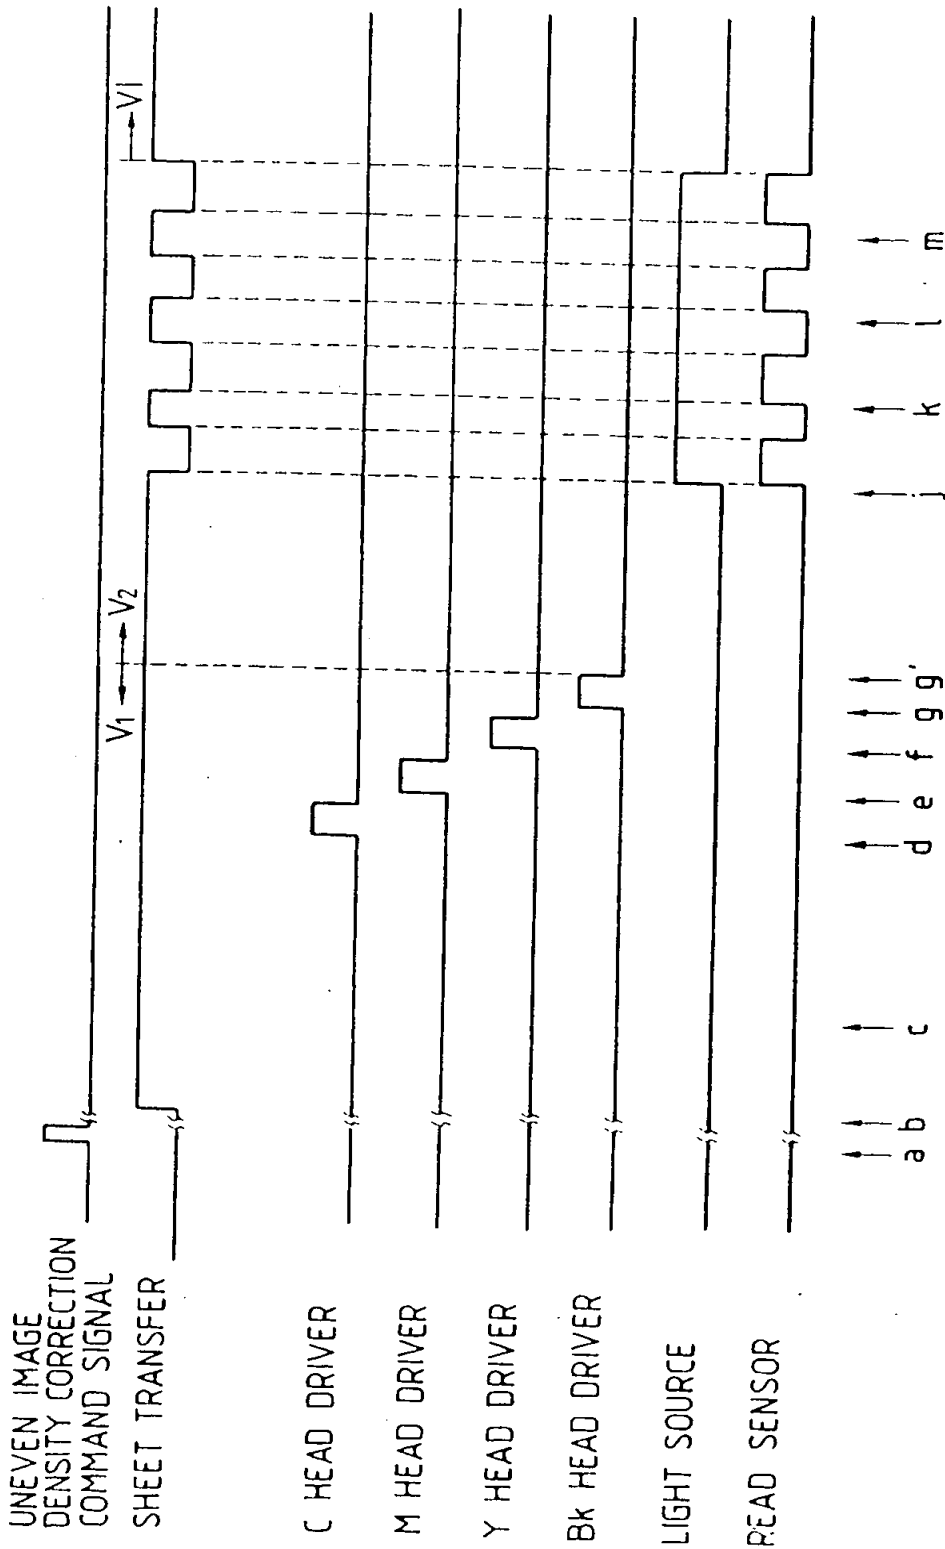 UNEVEN IMAGE
DENSITY CORRECTION
COMMAND SIGNAL
SHEET TRANSFER
V1
V2
V1
C HEAD DRIVER
M HEAD DRIVER
Y HEAD DRIVER
Bk HEAD DRIVER
LIGHT SOURCE
READ SENSOR
a b c d e f g g' j k l m